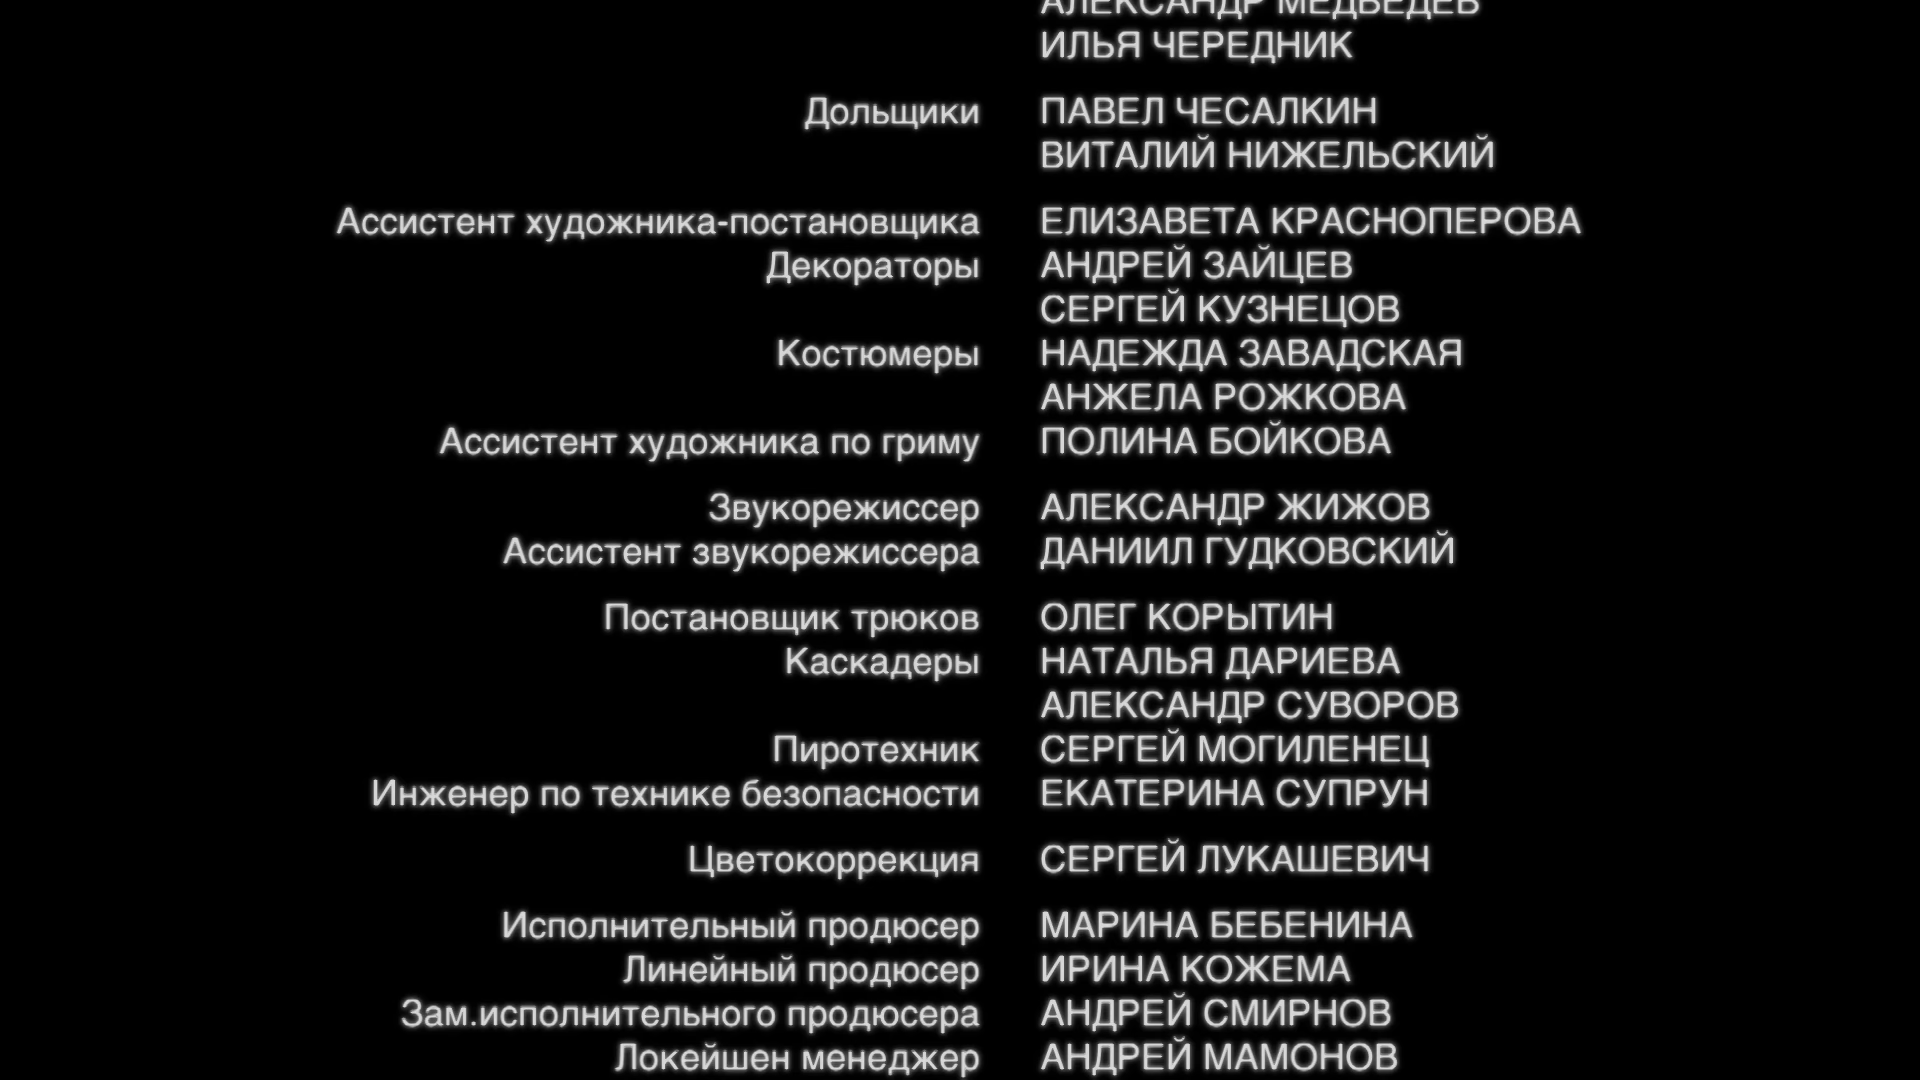 АЛЕКСАНДР МЕДВЕДЕВ
ИЛЬЯ ЧЕРЕДНИК
Дольщики ПАВЕЛ ЧЕСАЛКИН
ВИТАЛИЙ НИЖЕЛЬСКИЙ
Ассистент художника-постановщика ЕЛИЗАВЕТА КРАСНОПЕРОВА
Декораторы АНДРЕЙ ЗАЙЦЕВ
СЕРГЕЙ КУЗНЕЦОВ
Костюмеры НАДЕЖДА ЗАВАДСКАЯ
АНЖЕЛА РОЖКОВА
Ассистент художника по гриму ПОЛИНА БОЙКОВА
Звукорежиссер АЛЕКСАНДР ЖИЖОВ
Ассистент звукорежиссера ДАНИИЛ ГУДКОВСКИЙ
Постановщик трюков ОЛЕГ КОРЫТИН
Каскадеры НАТАЛЬЯ ДАРИЕВА
АЛЕКСАНДР СУВОРОВ
Пиротехник СЕРГЕЙ МОГИЛЕНЕЦ
Инженер по технике безопасности ЕКАТЕРИНА СУПРУН
Цветокоррекция СЕРГЕЙ ЛУКАШЕВИЧ
Исполнительный продюсер МАРИНА БЕБЕНИНА
Линейный продюсер ИРИНА КОЖЕМА
Зам.исполнительного продюсера АНДРЕЙ СМИРНОВ
Локейшен менеджер АНДРЕЙ МАМОНОВ